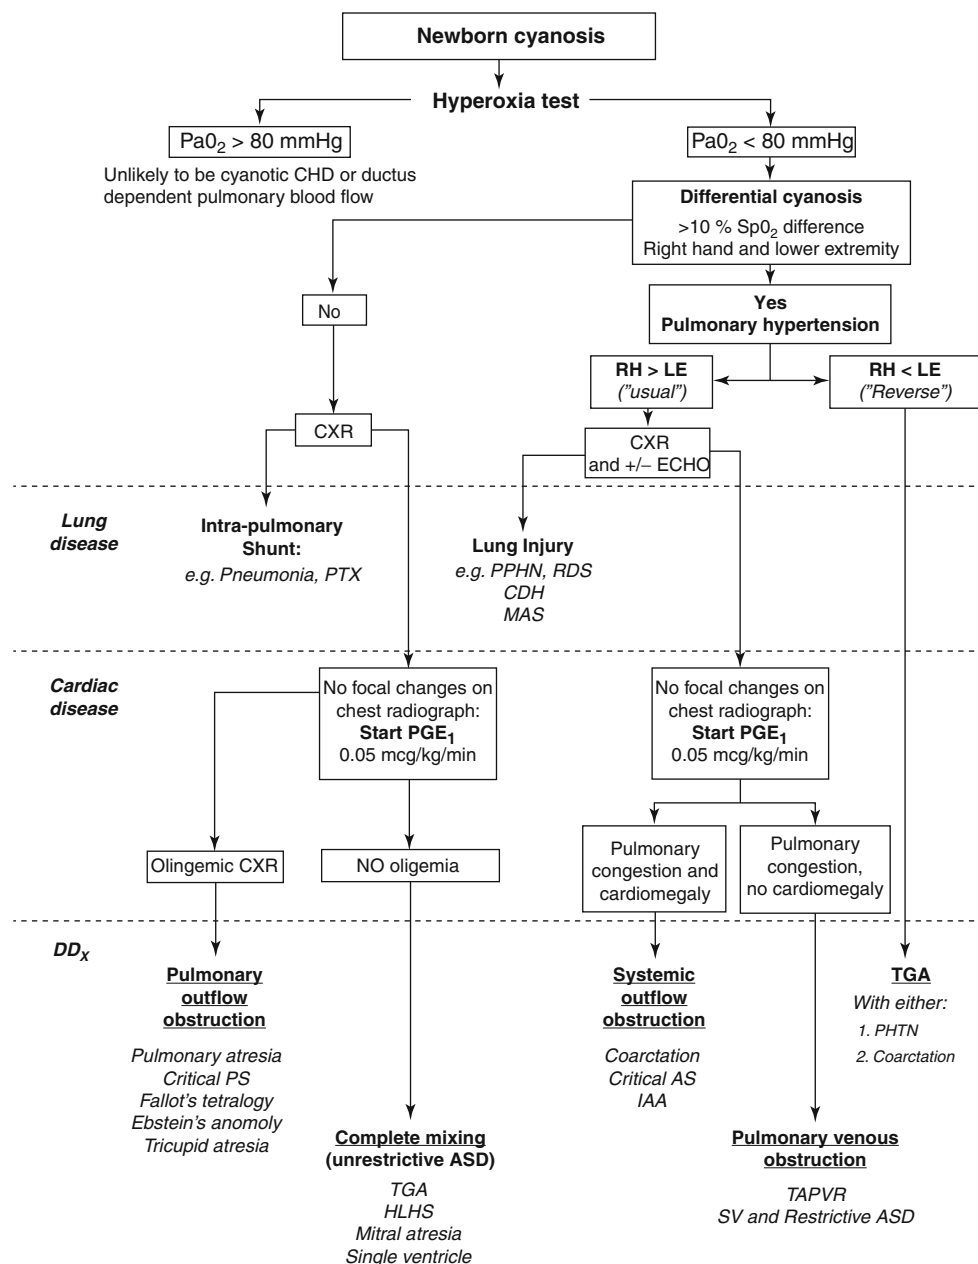 Newborn cyanosis
Hyperoxia test
Pa0₂ > 80 mmHg
Pa0₂ < 80 mmHg
Unlikely to be cyanotic CHD or ductus
dependent pulmonary blood flow
Differential cyanosis
>10 % Sp0₂ difference
Right hand and lower extremity
No
Yes
Pulmonary hypertension
RH > LE
("usual")
RH < LE
("Reverse")
CXR
CXR
and +/– ECHO
Lung
disease
Intra-pulmonary
Shunt:
e.g. Pneumonia, PTX
Lung Injury
e.g. PPHN, RDS
CDH
MAS
Cardiac
disease
No focal changes on
chest radiograph:
Start PGE₁
0.05 mcg/kg/min
No focal changes on
chest radiograph:
Start PGE₁
0.05 mcg/kg/min
Olingemic CXR
NO oligemia
Pulmonary
congestion and
cardiomegaly
Pulmonary
congestion,
no cardiomegaly
DDX
Pulmonary
outflow
obstruction
Pulmonary atresia
Critical PS
Fallot's tetralogy
Ebstein's anomoly
Tricupid atresia
Complete mixing
(unrestrictive ASD)
TGA
HLHS
Mitral atresia
Single ventricle
Systemic
outflow
obstruction
Coarctation
Critical AS
IAA
Pulmonary venous
obstruction
TAPVR
SV and Restrictive ASD
TGA
With either:
1. PHTN
2. Coarctation